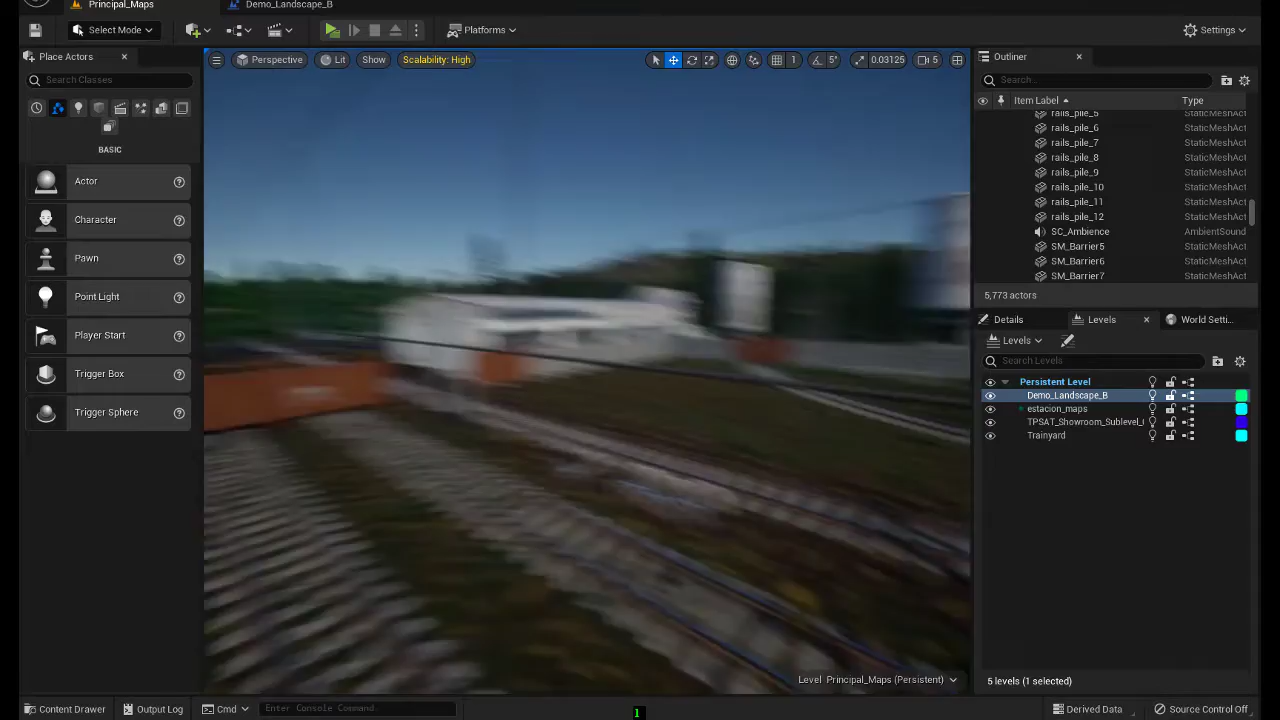 Principal_Maps
Demo_Landscape_B
Select Mode
Platforms
Settings
Place Actors
Search Classes
BASIC
Actor
Character
Pawn
Point Light
Player Start
Trigger Box
Trigger Sphere
Perspective
Lit
Show
Scalability: High
1
5°
0.03125
5
Level Principal_Maps (Persistent)
Outliner
Search...
Item Label
Type
rails_pile_5 StaticMeshAct
rails_pile_6 StaticMeshAct
rails_pile_7 StaticMeshAct
rails_pile_8 StaticMeshAct
rails_pile_9 StaticMeshAct
rails_pile_10 StaticMeshAct
rails_pile_11 StaticMeshAct
rails_pile_12 StaticMeshAct
SC_Ambience AmbientSound
SM_Barrier5 StaticMeshAct
SM_Barrier6 StaticMeshAct
SM_Barrier7 StaticMeshAct
5,773 actors
Details
Levels
World Setti...
Levels
Search Levels
Persistent Level
Demo_Landscape_B
estacion_maps
TPSAT_Showroom_Sublevel_
Trainyard
5 levels (1 selected)
Content Drawer
Output Log
Cmd
Enter Console Command
1
Derived Data
Source Control Off